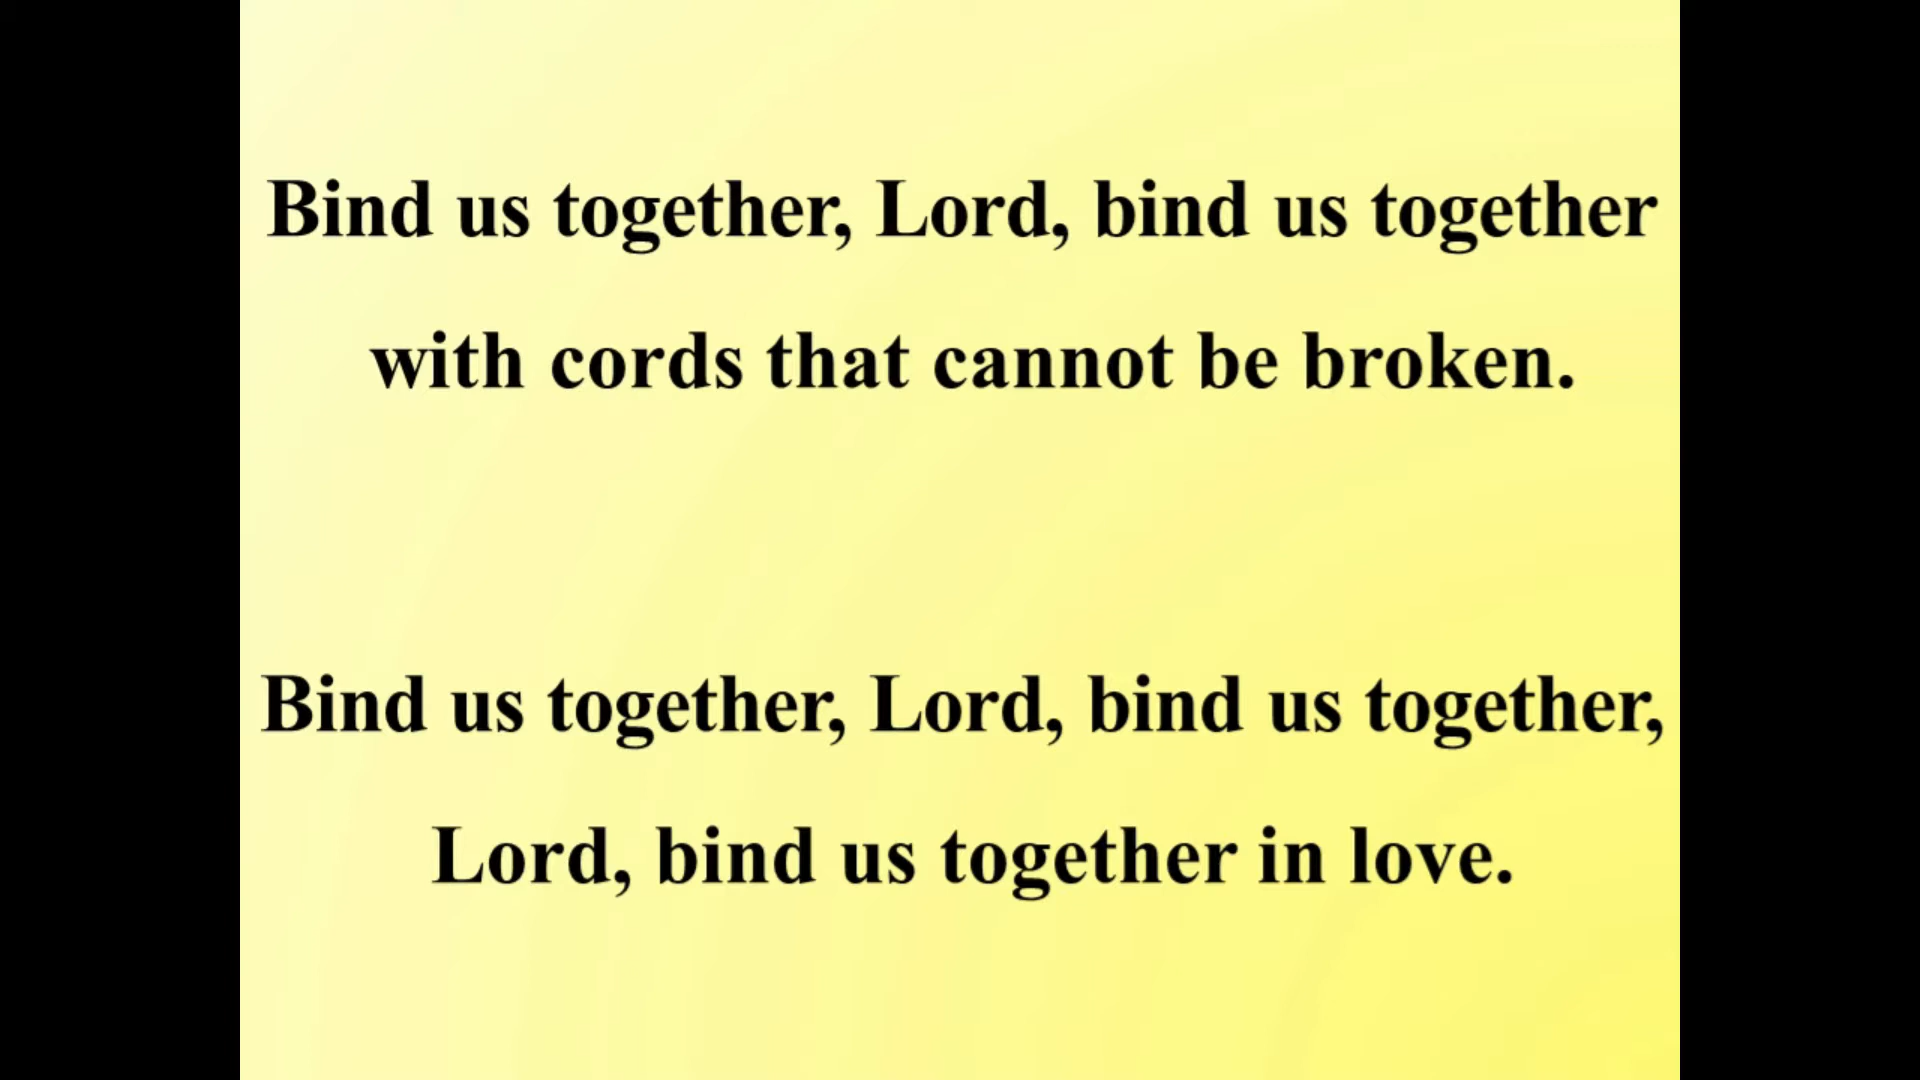 Bind us together, Lord, bind us together
with cords that cannot be broken.
Bind us together, Lord, bind us together,
Lord, bind us together in love.